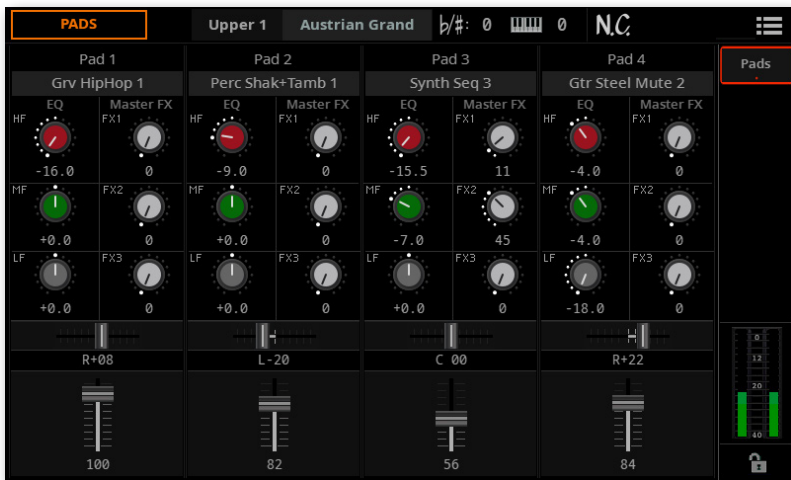 PADS Upper 1 Austrian Grand b/#: 0 0 N.C.
Pad 1 Pad 2 Pad 3 Pad 4 Pads
Grv HipHop 1 Perc Shak+Tamb 1 Synth Seq 3 Gtr Steel Mute 2
EQ Master FX EQ Master FX EQ Master FX EQ Master FX
HF FX1 HF FX1 HF FX1 HF FX1
-16.0 0 -9.0 0 -15.5 11 -4.0 0
MF FX2 MF FX2 MF FX2 MF FX2
+0.0 0 +0.0 0 -7.0 45 -4.0 0
LF FX3 LF FX3 LF FX3 LF FX3
+0.0 0 +0.0 0 +0.0 0 -18.0 0
R+08 L-20 C 00 R+22
0
12
20
40
100 82 56 84